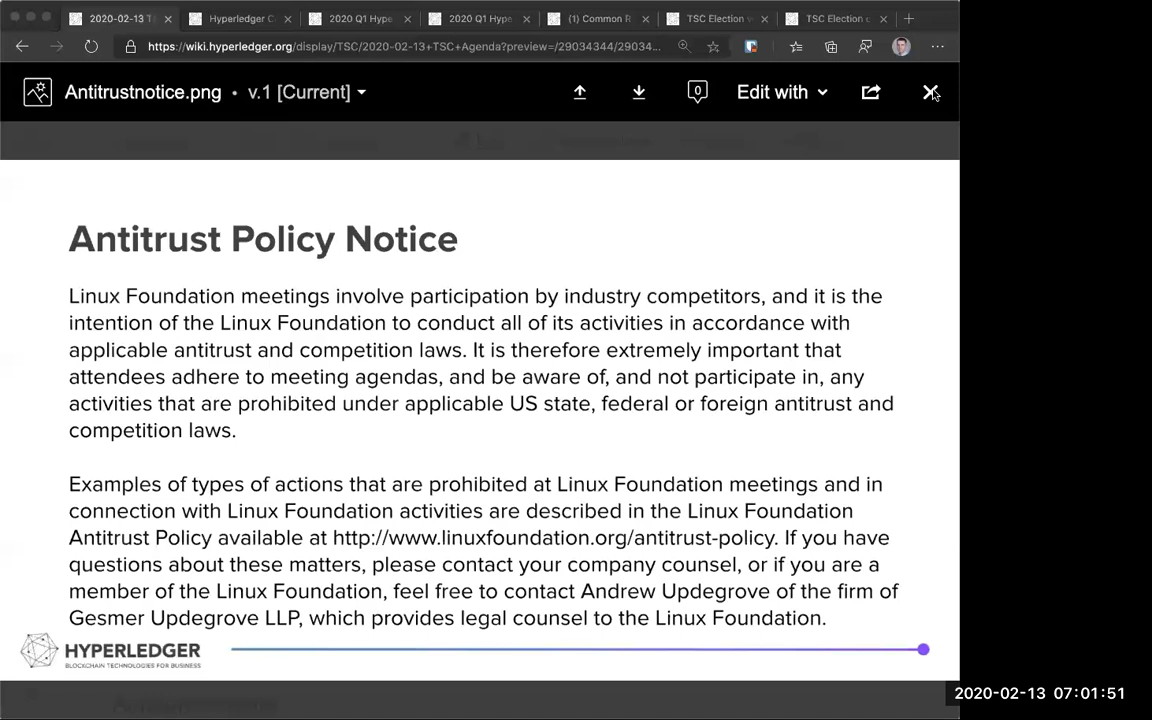 2020-02-13 T
Hyperledger C
2020 Q1 Hype
2020 Q1 Hype
(1) Common R
TSC Election
TSC Election
https://wiki.hyperledger.org/display/TSC/2020-02-13+TSC+Agenda?preview=/29034344/29034...
Antitrustnotice.png • v.1 [Current]
0
Edit with
Antitrust Policy Notice
Linux Foundation meetings involve participation by industry competitors, and it is the
intention of the Linux Foundation to conduct all of its activities in accordance with
applicable antitrust and competition laws. It is therefore extremely important that
attendees adhere to meeting agendas, and be aware of, and not participate in, any
activities that are prohibited under applicable US state, federal or foreign antitrust and
competition laws.
Examples of types of actions that are prohibited at Linux Foundation meetings and in
connection with Linux Foundation activities are described in the Linux Foundation
Antitrust Policy available at http://www.linuxfoundation.org/antitrust-policy. If you have
questions about these matters, please contact your company counsel, or if you are a
member of the Linux Foundation, feel free to contact Andrew Updegrove of the firm of
Gesmer Updegrove LLP, which provides legal counsel to the Linux Foundation.
HYPERLEDGER
BLOCKCHAIN TECHNOLOGIES FOR BUSINESS
2020-02-13 07:01:51